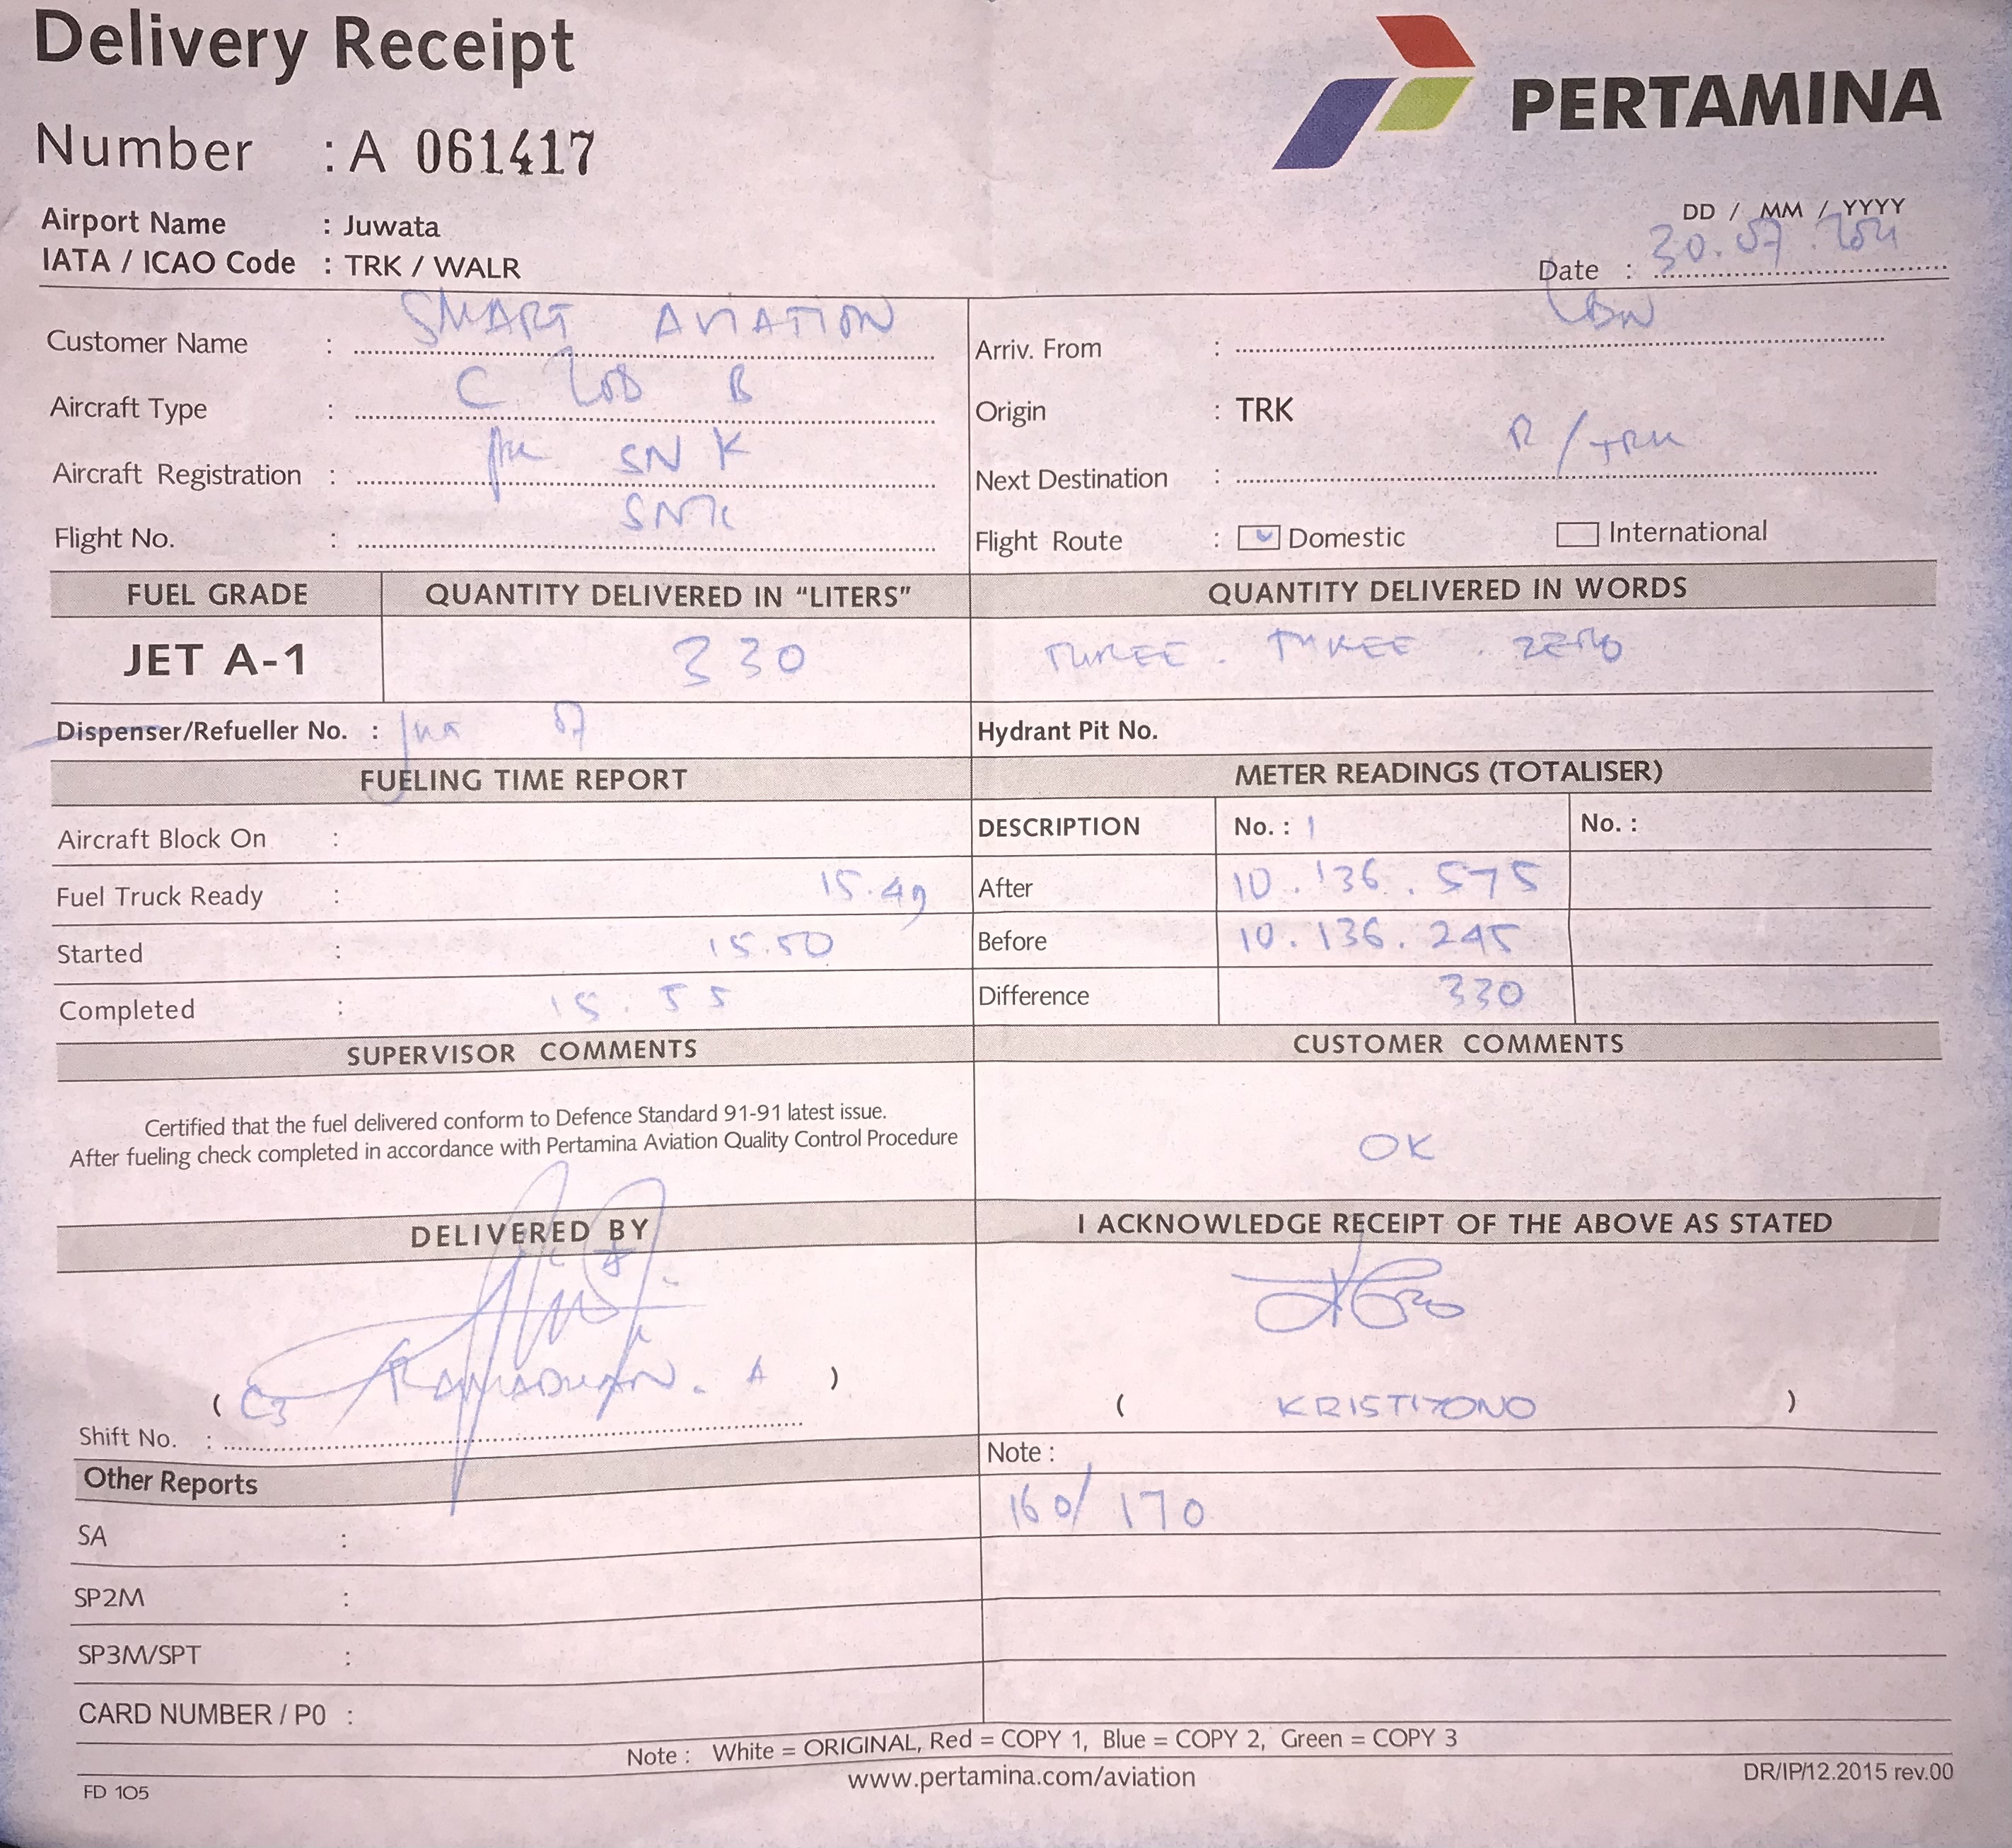 Delivery Receipt
PERTAMINA
Number : A 061417
Airport Name : Juwata
IATA / ICAO Code : TRK / WALR
DD / MM / YYYY
Date : 30.07.
Customer Name : SMART AVIATION
Arriv. From :
Aircraft Type : C 208 B
Origin : TRK
Aircraft Registration : PK SNK
Next Destination : R/TRK
Flight No. : SNK
Flight Route : Domestic International
FUEL GRADE QUANTITY DELIVERED IN “LITERS” QUANTITY DELIVERED IN WORDS
JET A-1 330 THREE . THREE . ZERO
Dispenser/Refueller No. : 07
Hydrant Pit No.
FUELING TIME REPORT METER READINGS (TOTALISER)
Aircraft Block On :
DESCRIPTION No. : 1 No. :
Fuel Truck Ready : 15.49
After 10.136.575
Started : 15.50
Before 10.136.245
Completed : 15.55
Difference 330
SUPERVISOR COMMENTS CUSTOMER COMMENTS
Certified that the fuel delivered conform to Defence Standard 91-91 latest issue.
After fueling check completed in accordance with Pertamina Aviation Quality Control Procedure
OK
DELIVERED BY I ACKNOWLEDGE RECEIPT OF THE ABOVE AS STATED
( RAMADHAN. A )
( KRISTIYONO )
Shift No. :
Note :
Other Reports
160/170
SA :
SP2M :
SP3M/SPT :
CARD NUMBER / P0 :
Note : White = ORIGINAL, Red = COPY 1, Blue = COPY 2, Green = COPY 3
www.pertamina.com/aviation
FD 105
DR/IP/12.2015 rev.00